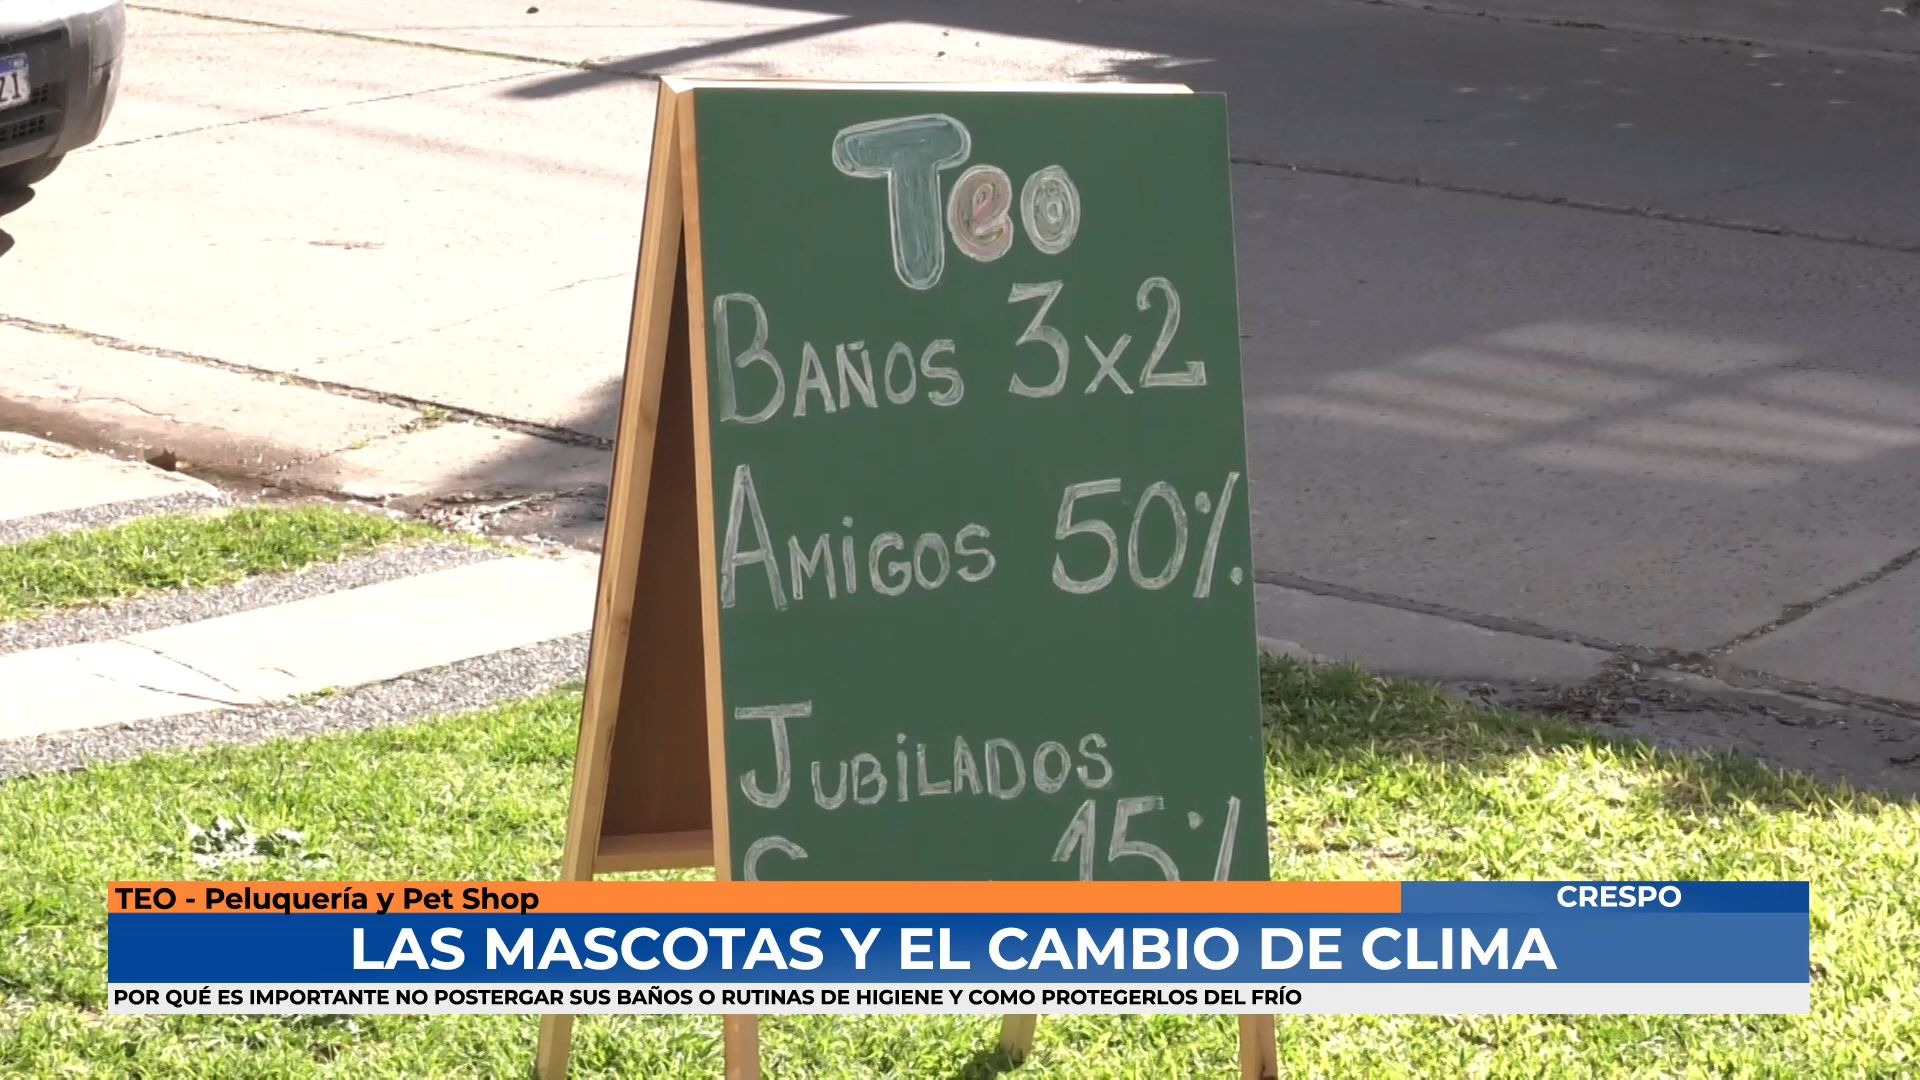 Teo
BAÑOS 3x2
AMiGOS 50%
JUBiLADOS
15%
TEO - Peluquería y Pet Shop
CRESPO
LAS MASCOTAS Y EL CAMBIO DE CLIMA
POR QUÉ ES IMPORTANTE NO POSTERGAR SUS BAÑOS O RUTINAS DE HIGIENE Y COMO PROTEGERLOS DEL FRÍO